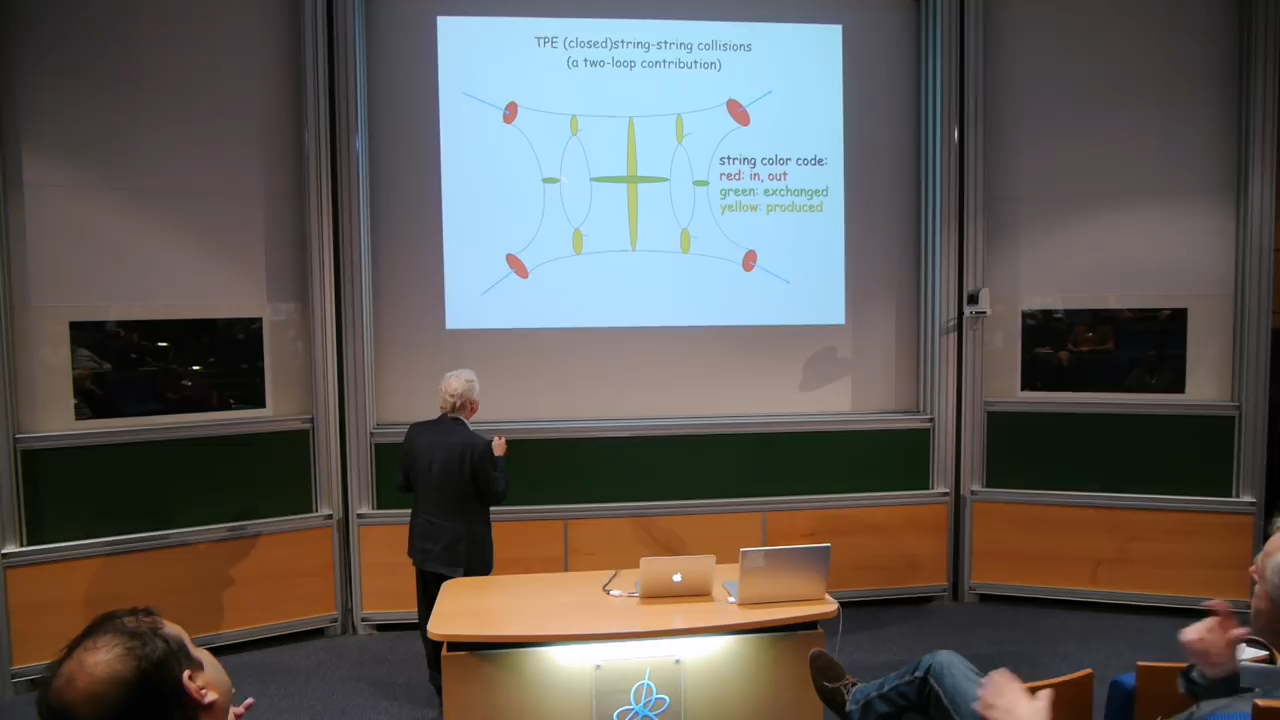 TPE (closed)string-string collisions
(a two-loop contribution)
string color code:
red: in, out
green: exchanged
yellow: produced